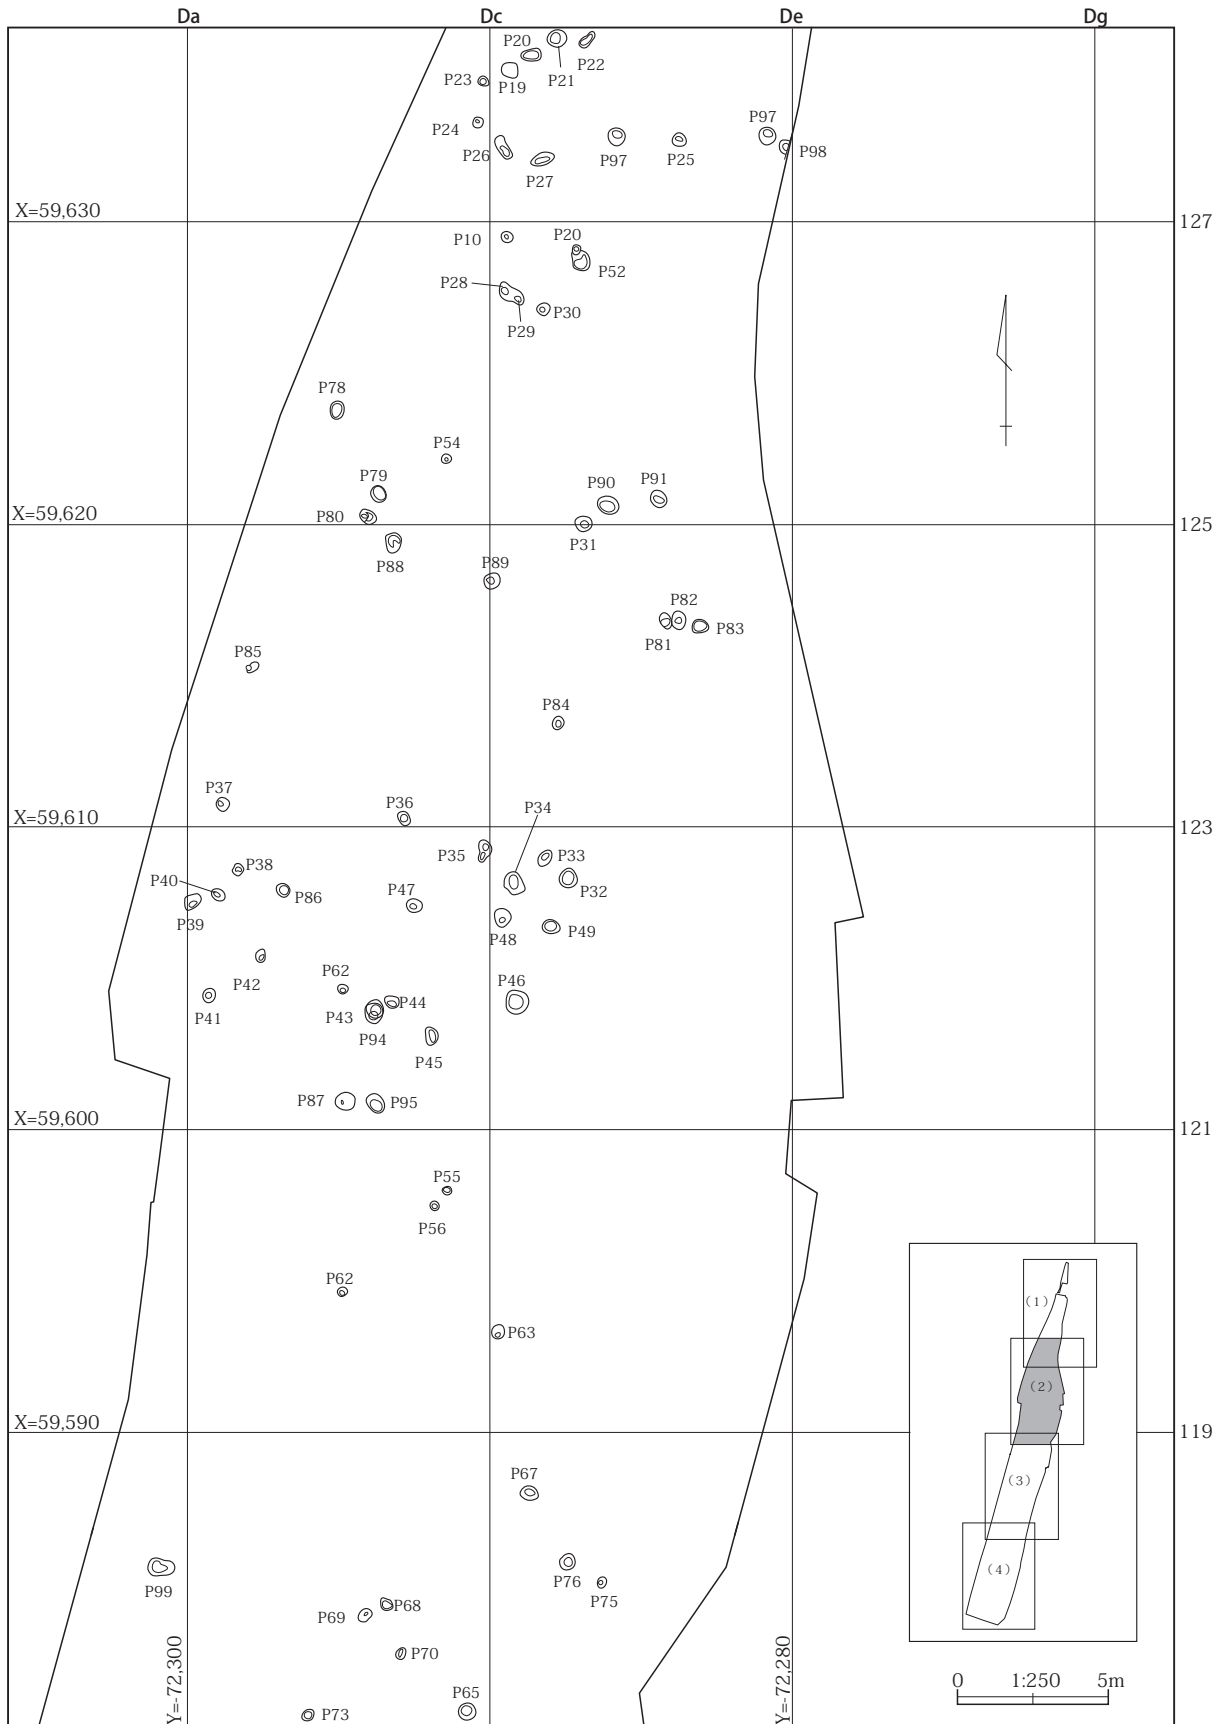 Da Dc De Dg
P20
P21
P22
P23
P19
P24
P26
P27
P97
P25
P97
P98
X=59,630
127
P10
P20
P52
P28
P29
P30
P78
P54
P79
P90
P91
P80
X=59,620
125
P31
P88
P89
P82
P81
P83
P85
P84
P37
P36
P34
X=59,610
123
P35
P33
P38
P40
P86
P47
P32
P39
P48
P49
P42
P62
P46
P41
P43
P44
P94
P45
P87
P95
X=59,600
121
P55
P56
P62
P63
(1)
(2)
X=59,590
119
P67
(3)
P76
P75
P99
P68
P69
(4)
P70
Y=-72,300
Y=-72,280
P65
P73
0 1:250 5m